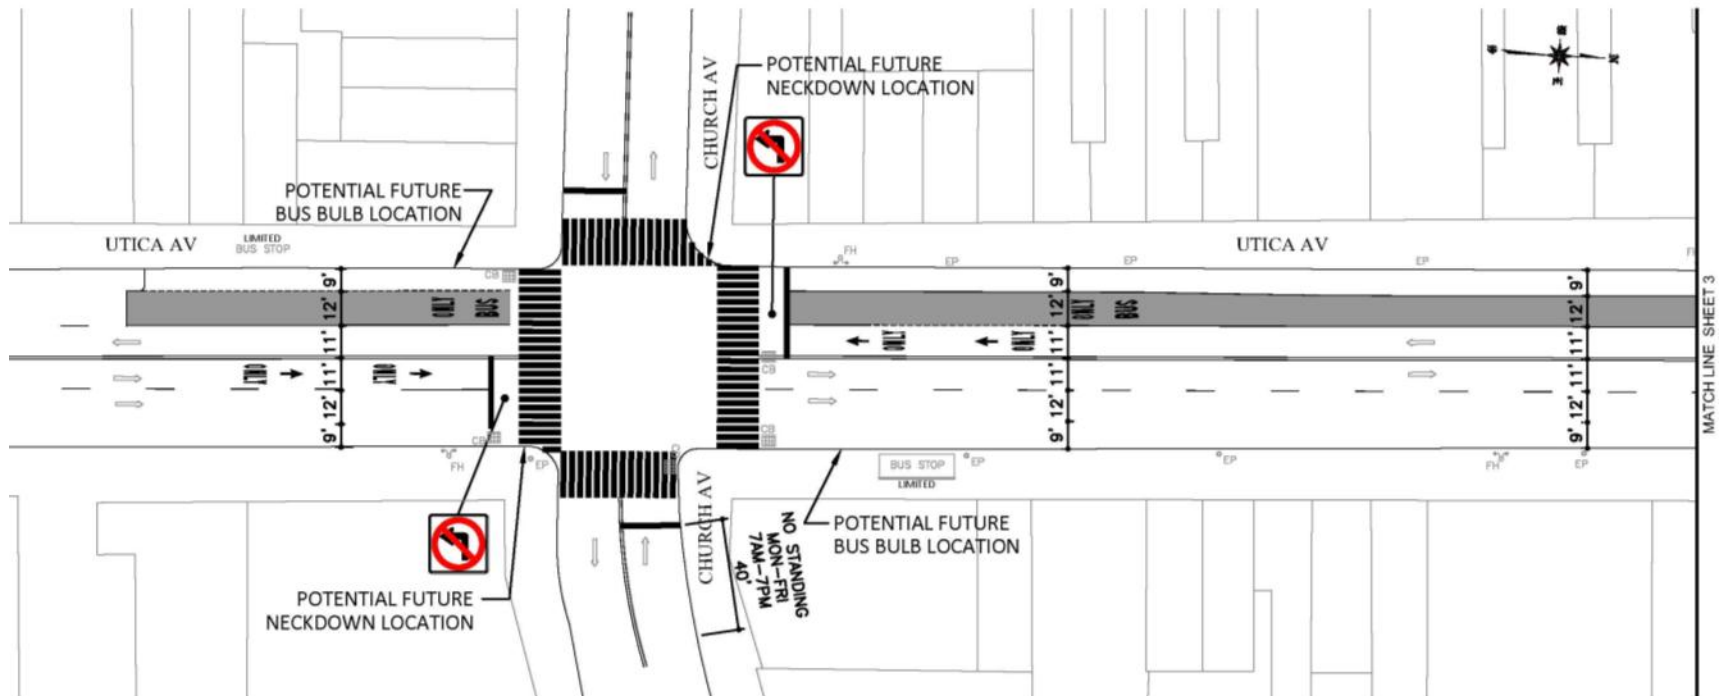 POTENTIAL FUTURE
NECKDOWN LOCATION
CHURCH AV
POTENTIAL FUTURE
BUS BULB LOCATION
UTICA AV
LIMITED
BUS STOP
UTICA AV
FH
EP
EP
EP
CB
9'
12'
11'
11'
12'
9'
ONLY
BUS
ONLY
BUS
9'
12'
11'
11'
12'
9'
9'
12'
11'
11'
12'
9'
ONLY
ONLY
ONLY
ONLY
CB
CB
CB
MATCH LINE SHEET 3
FH
EP
BUS STOP
LIMITED
EP
EP
FH
EP
CHURCH AV
NO STANDING
MON-FRI
7AM-7PM
40'
POTENTIAL FUTURE
BUS BULB LOCATION
POTENTIAL FUTURE
NECKDOWN LOCATION